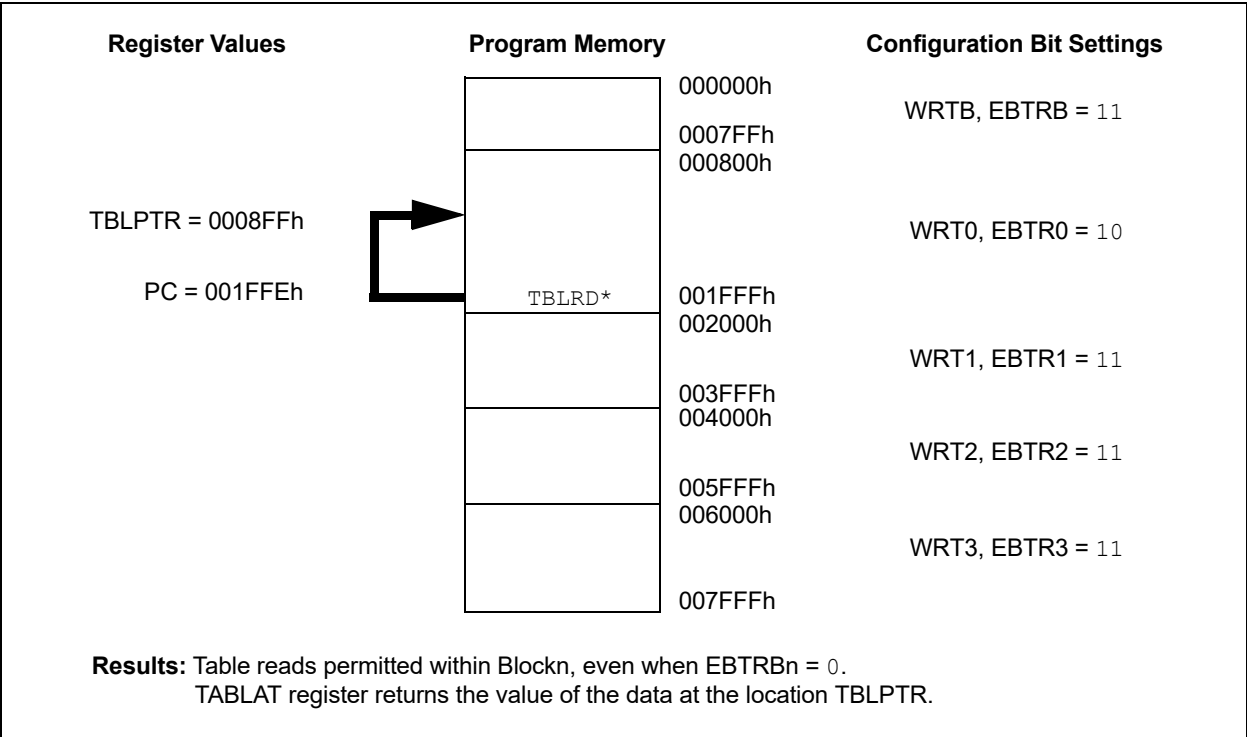 Register Values Program Memory Configuration Bit Settings
000000h
WRTB, EBTRB = 11
0007FFh
000800h
TBLPTR = 0008FFh
WRT0, EBTR0 = 10
PC = 001FFEh
TBLRD*
001FFFh
002000h
WRT1, EBTR1 = 11
003FFFh
004000h
WRT2, EBTR2 = 11
005FFFh
006000h
WRT3, EBTR3 = 11
007FFFh
Results: Table reads permitted within Blockn, even when EBTRBn = 0.
TABLAT register returns the value of the data at the location TBLPTR.